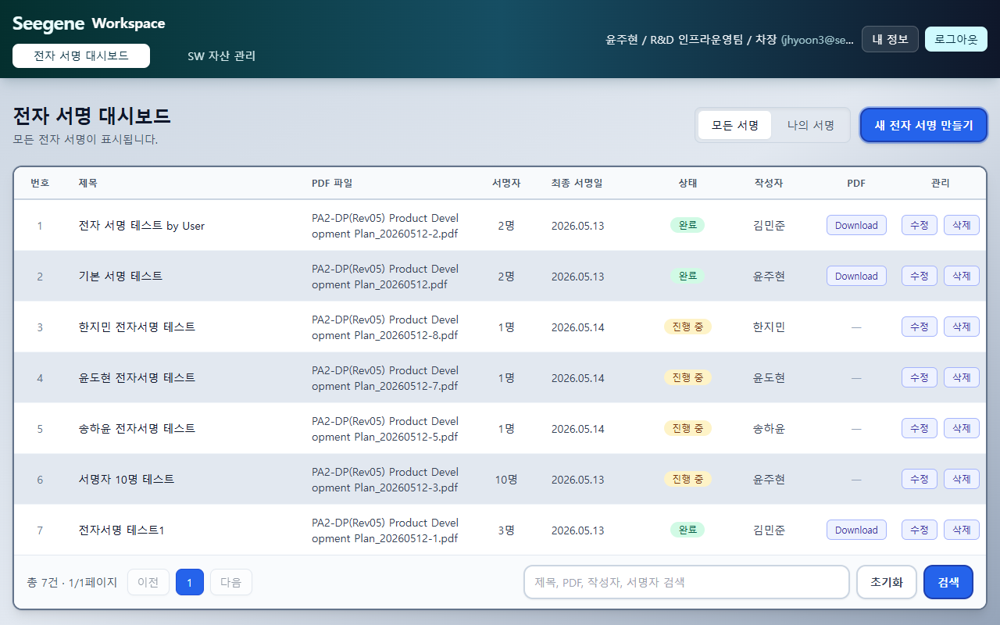 Seegene Workspace
전자 서명 대시보드
SW 자산 관리
윤주현 / R&D 인프라운영팀 / 차장 (jhyoon3@se...
내 정보
로그아웃
전자 서명 대시보드
모든 전자 서명이 표시됩니다.
모든 서명
나의 서명
새 전자 서명 만들기
번호 제목 PDF 파일 서명자 최종 서명일 상태 작성자 PDF 관리
1 전자 서명 테스트 by User PA2-DP(Rev05) Product Devel
opment Plan_20260512-2.pdf 2명 2026.05.13 완료 김민준 Download 수정 삭제
2 기본 서명 테스트 PA2-DP(Rev05) Product Devel
opment Plan_20260512.pdf 2명 2026.05.13 완료 윤주현 Download 수정 삭제
3 한지민 전자서명 테스트 PA2-DP(Rev05) Product Devel
opment Plan_20260512-8.pdf 1명 2026.05.14 진행 중 한지민 — 수정 삭제
4 윤도현 전자서명 테스트 PA2-DP(Rev05) Product Devel
opment Plan_20260512-7.pdf 1명 2026.05.14 진행 중 윤도현 — 수정 삭제
5 송하윤 전자서명 테스트 PA2-DP(Rev05) Product Devel
opment Plan_20260512-5.pdf 1명 2026.05.14 진행 중 송하윤 — 수정 삭제
6 서명자 10명 테스트 PA2-DP(Rev05) Product Devel
opment Plan_20260512-3.pdf 10명 2026.05.13 진행 중 윤주현 — 수정 삭제
7 전자서명 테스트1 PA2-DP(Rev05) Product Devel
opment Plan_20260512-1.pdf 3명 2026.05.13 완료 김민준 Download 수정 삭제
총 7건 · 1/1페이지 이전 1 다음 제목, PDF, 작성자, 서명자 검색 초기화 검색